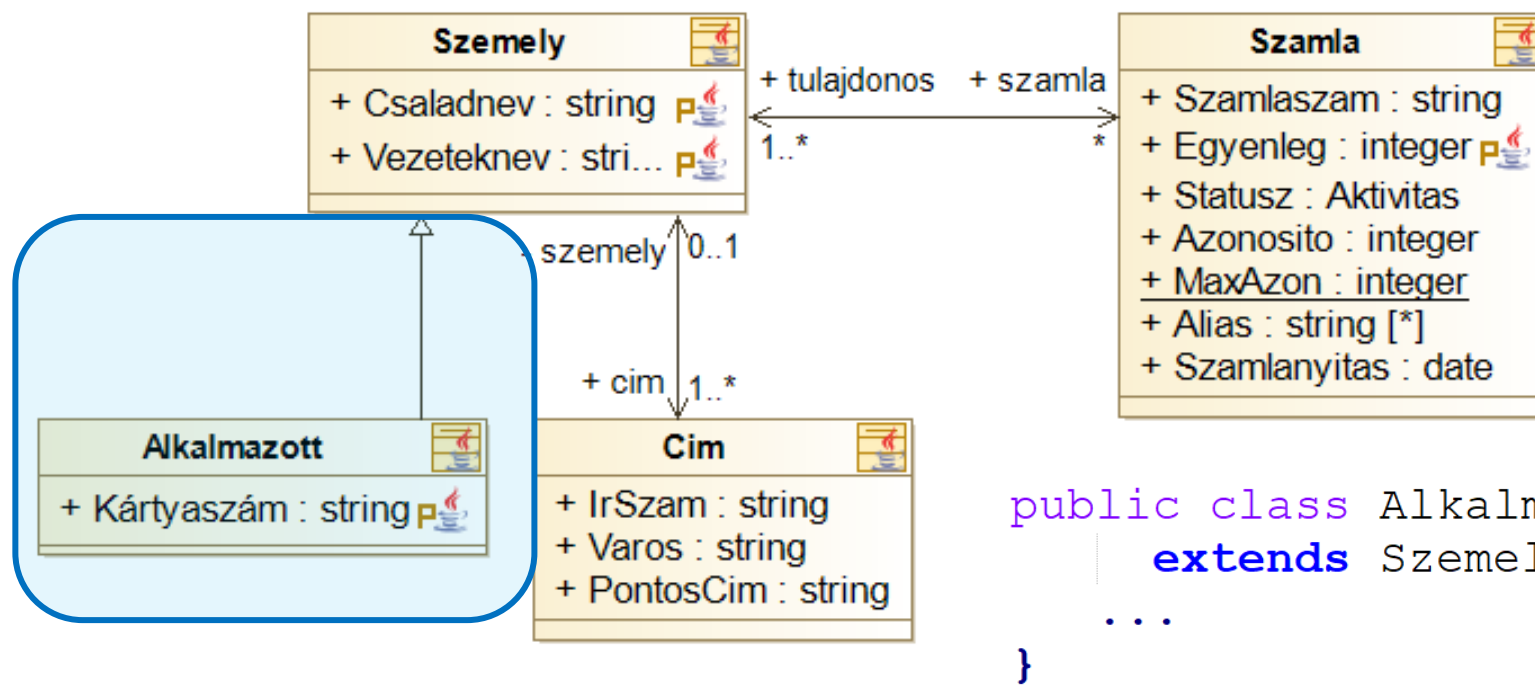 Szemely
+ Csaladnev : string
+ Vezeteknev : stri...
+ tulajdonos
+ szamla
1..*
*
Szamla
+ Szamlaszam : string
+ Egyenleg : integer
+ Statusz : Aktivitas
+ Azonosito : integer
+ MaxAzon : integer
+ Alias : string [*]
+ Szamlanyitas : date
szemely
0..1
+ cim
1..*
Alkalmazott
+ Kártyaszám : string
Cim
+ IrSzam : string
+ Varos : string
+ PontosCim : string
public class
extends
...
}